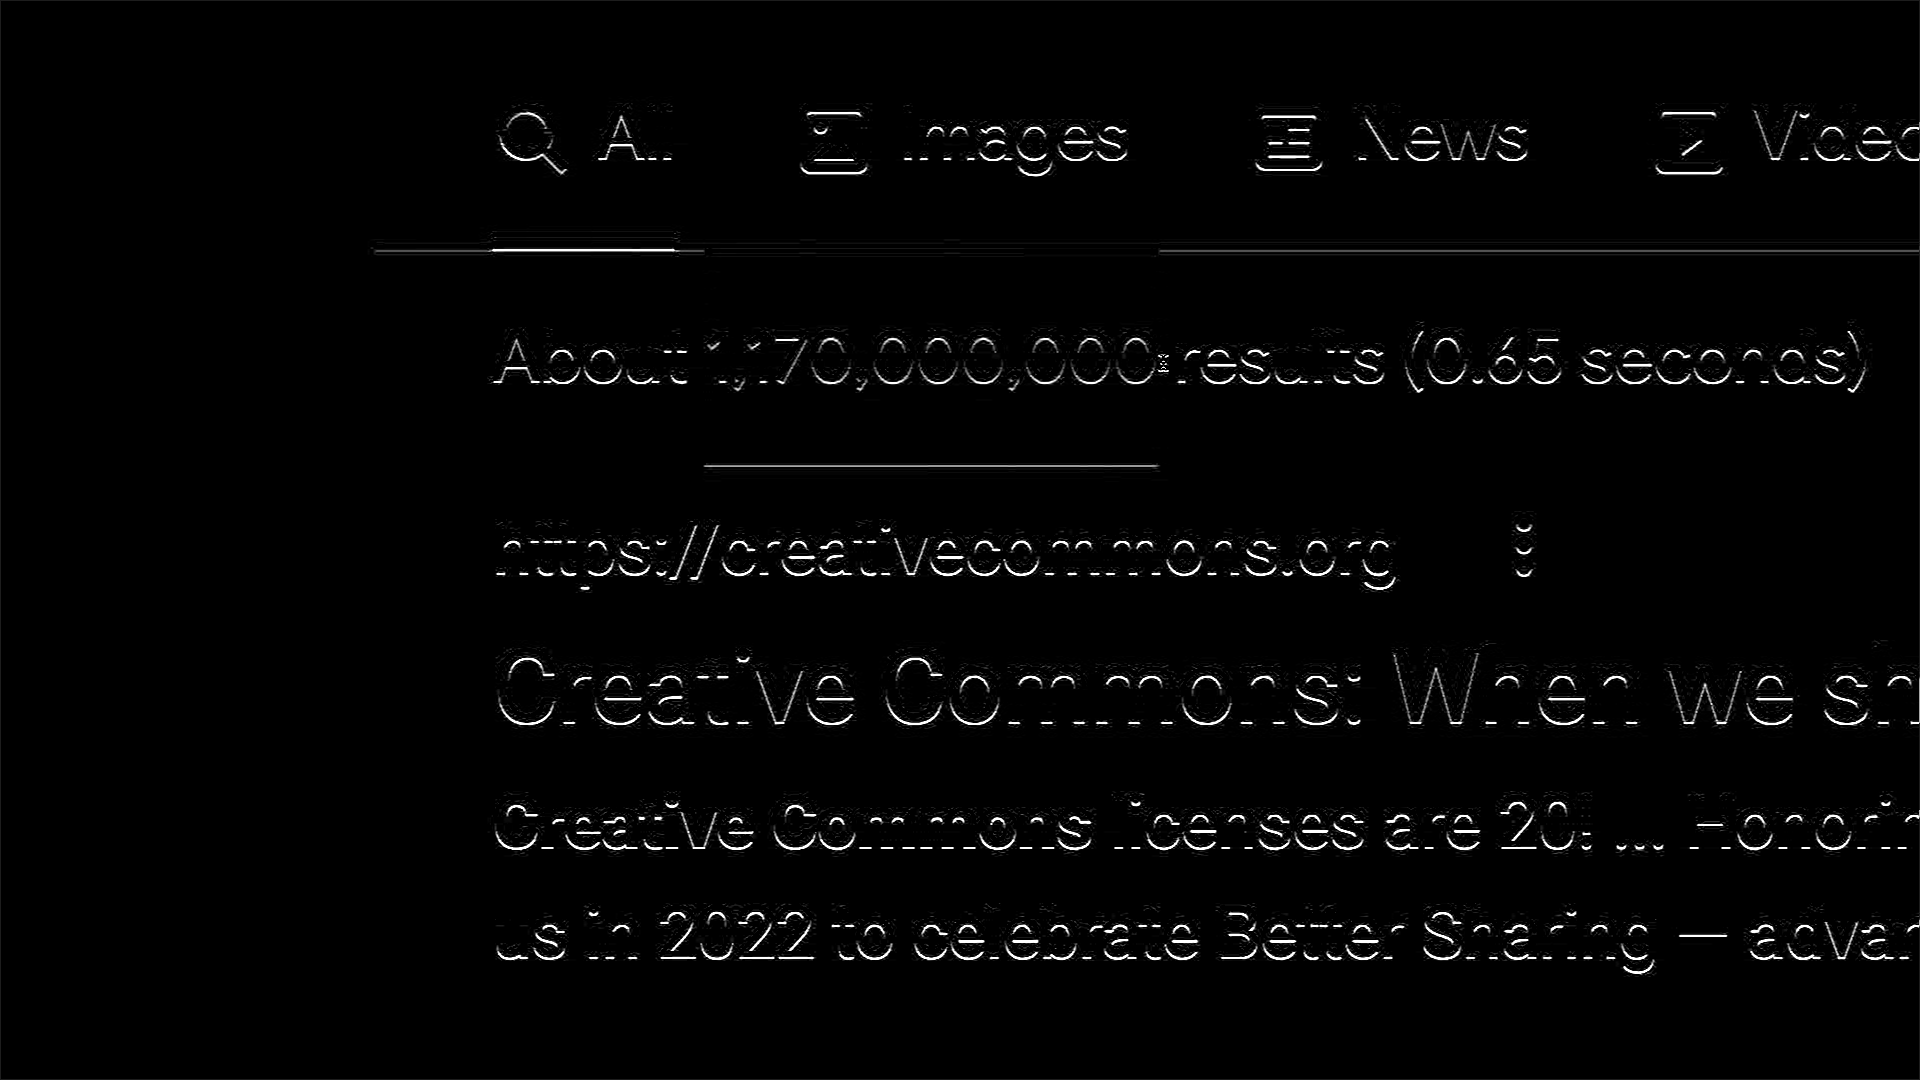 All Images News Video
About 1,170,000,000 results (0.65 seconds)
https://creativecommons.org
Creative Commons: When we sh
Creative Commons licenses are 20! ... Honorin
us in 2022 to celebrate Better Sharing — advan